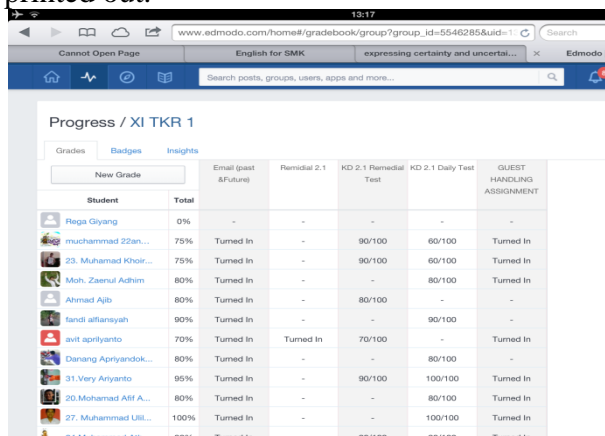 printed out.
13:17
www.edmodo.com/home#/gradebook/group?group_id=5546285&uid=1 Search
Cannot Open Page English for SMK expressing certainty and uncertai... × Edmodo
Search posts, groups, users, apps and more...
Progress / XI TKR 1
Grades Badges Insights
New Grade Email (past &Future) Remidial 2.1 KD 2.1 Remedial Test KD 2.1 Daily Test GUEST HANDLING ASSIGNMENT
Student Total
Rega Giyang 0% - - - - -
muchammad 22an... 75% Turned In - 90/100 60/100 Turned In
23. Muhamad Khoir... 75% Turned In - 90/100 60/100 Turned In
Moh. Zaenul Adhim 80% Turned In - - 80/100 Turned In
Ahmad Ajib 80% Turned In - 80/100 - -
fandi alfiansyah 90% Turned In - - 90/100 -
avit aprilyanto 70% Turned In Turned In 70/100 - Turned In
Danang Apriyandok... 80% Turned In - - 80/100 -
31.Very Ariyanto 95% Turned In - 90/100 100/100 Turned In
20.Mohamad Afif A... 80% Turned In - - 80/100 Turned In
27. Muhammad Ulil... 100% Turned In - - 100/100 Turned In